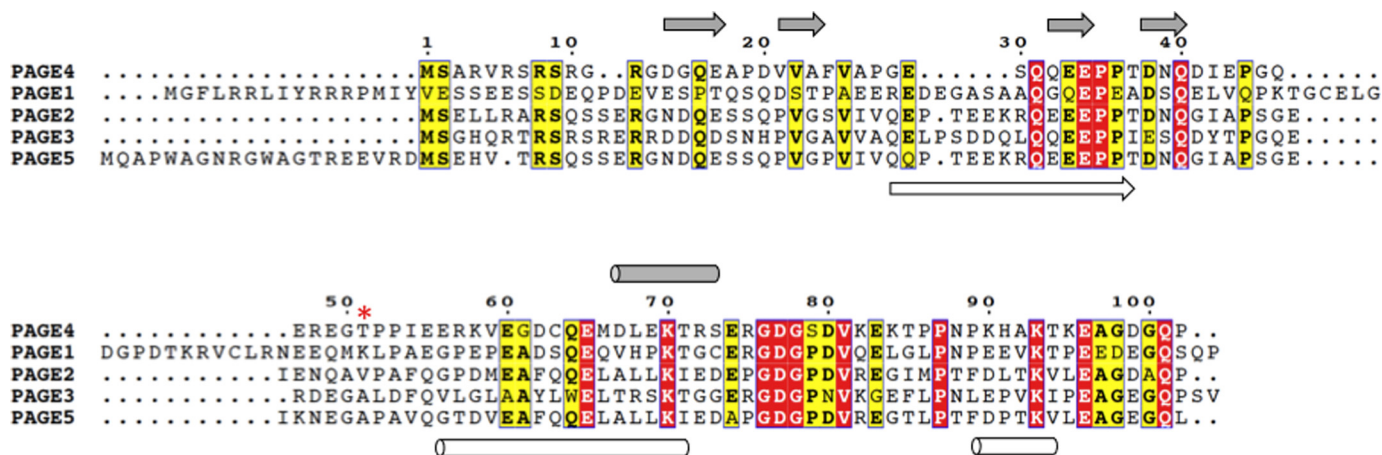 1 10 20 30 40
PAGE4 ....................MSARVRSRSRG..RGDGQEAPDVVAFVAPGE......SQQEEPPTDNQDIEPGQ......
PAGE1 ....MGFLRRLIYRRRPMIYVESSEESSDEQPDEVESPTQSQDSTPAEEREDEGASAAQGQEPEADSQELVQPKTGCELG
PAGE2 ....................MSELLRARSQSSERGNDQESSQPVGSVIVQEP.TEEKRQEEEPPTDNQGIAPSGE.....
PAGE3 ....................MSGHQRTRSRSRERRDDQDSNHPVGAVVAQELPSDDQLQQEEPPIESQDYTPGQE.....
PAGE5 MQAPWAGNRGWAGTREEVRDMSEHV.TRSQSSERGNDQESSQPVGPVIVQQP.TEEKRQEEEPPTDNQGIAPSGE.....
50 * 60 70 80 90 100
PAGE4 ............EREGTPPIEERKVEGDCQEMDLEKTRSERGDGSDVKEKTPPNPKHAKTKEAGDGQP..
PAGE1 DGPDTKRVCLRNEEQMKLPAEGPEPEADSQEQVHPKTGCERGDGPDVQELGLPNPEEVKTPEEDEGQSQP
PAGE2 ...........IENQAVPAFQGPDMEAFQQELALLKIEDEPGDGPDVREGIMPTFDLTKVLEAGDAQP..
PAGE3 ............RDEGALDFQVLGLAAYLWELTRSKTGGERGDGPNVKGEFLPNLEPVKIPEAGEGQPSV
PAGE5 ...........IKNEGAPAVQGTDVEAFQQELALLKIEDAPGDGPDVREGTLPTFDPTKVLEAGEGQL..